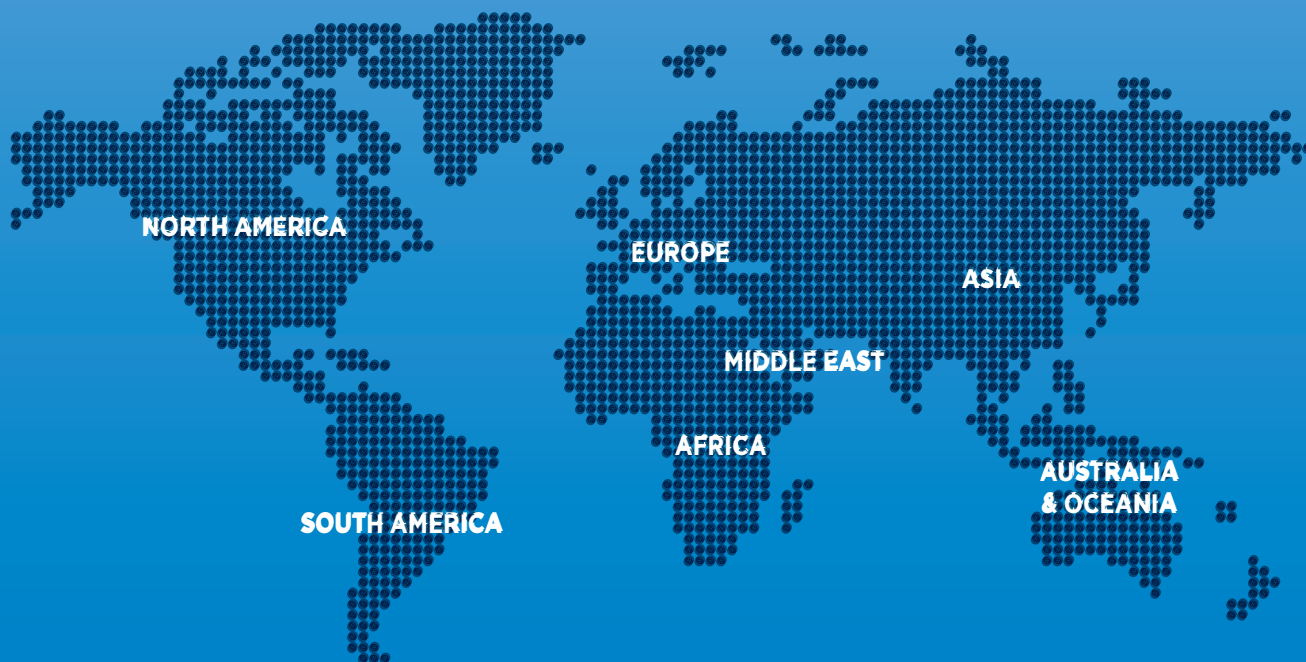 NORTH AMERICA
EUROPE
ASIA
MIDDLE EAST
AFRICA
AUSTRALIA
& OCEANIA
SOUTH AMERICA